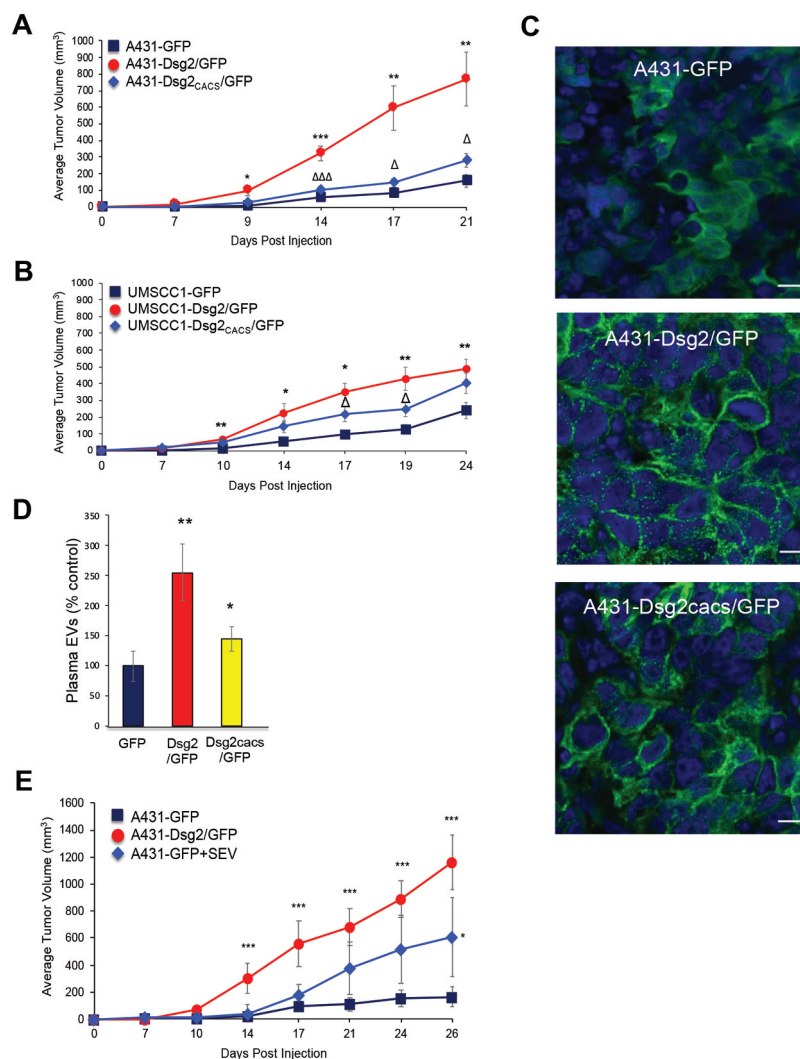 A
A431-GFP
A431-Dsg2/GFP
A431-Dsg2CACS/GFP
Average Tumor Volume (mm3)
1000
900
800
700
600
500
400
300
200
100
0
*
***
**
**
ΔΔΔ
Δ
Δ
0 7 9 14 17 21
Days Post Injection
B
UMSCC1-GFP
UMSCC1-Dsg2/GFP
UMSCC1-Dsg2CACS/GFP
Average Tumor Volume (mm3)
1000
900
800
700
600
500
400
300
200
100
0
**
*
*
**
**
Δ
Δ
0 7 10 14 17 19 24
Days Post Injection
C
A431-GFP
A431-Dsg2/GFP
A431-Dsg2cacs/GFP
D
Plasma EVs (% control)
350
300
250
200
150
100
50
0
**
*
GFP
Dsg2
/GFP
Dsg2cacs
/GFP
E
A431-GFP
A431-Dsg2/GFP
A431-GFP+SEV
Average Tumor Volume (mm3)
1600
1400
1200
1000
800
600
400
200
0
***
***
***
***
***
*
0 7 10 14 17 21 24 26
Days Post Injection